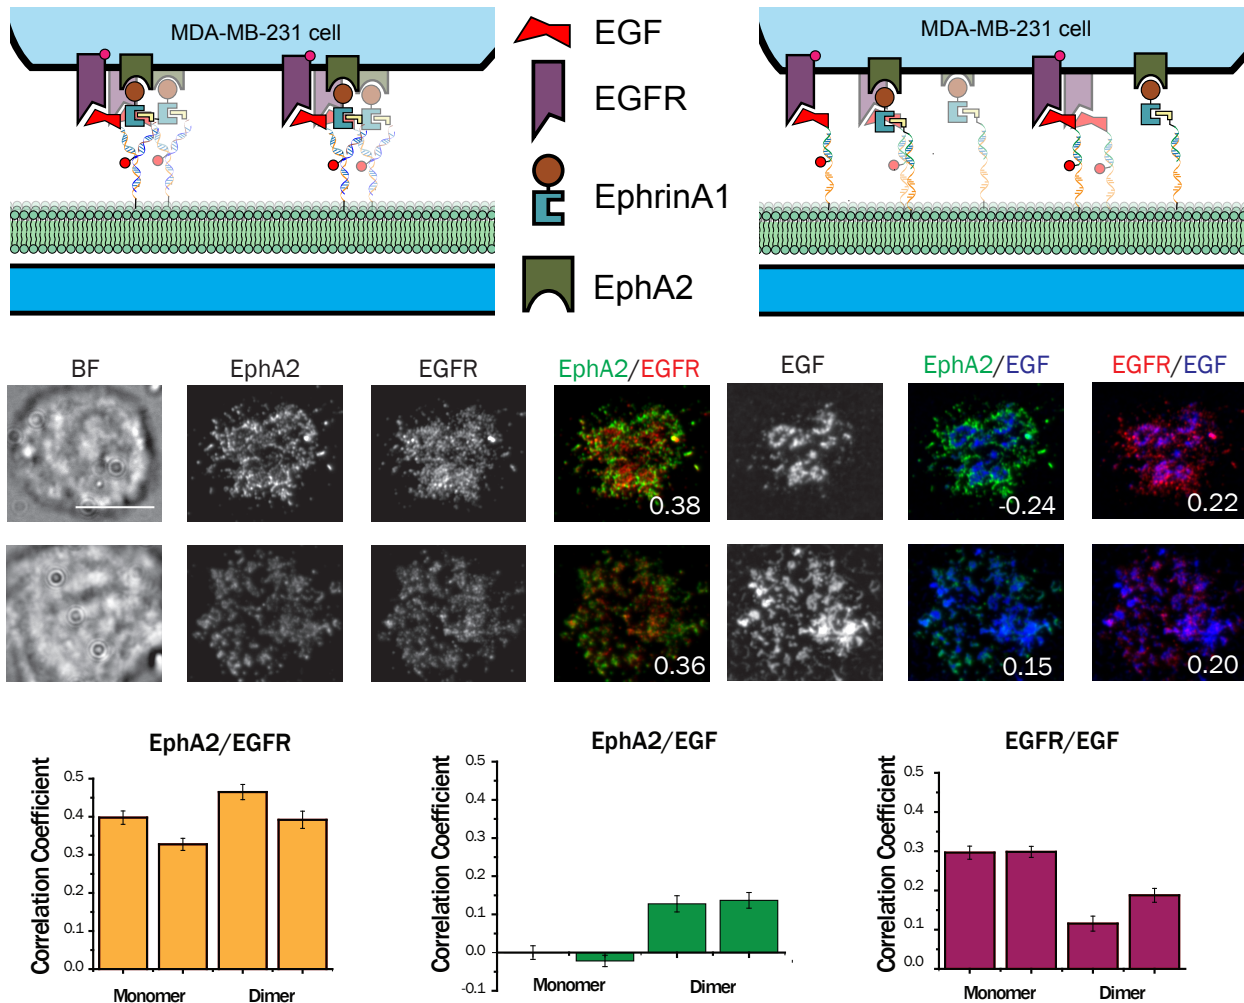 MDA-MB-231 cell
EGF
EGFR
EphrinA1
EphA2
MDA-MB-231 cell
BF
EphA2
EGFR
EphA2/EGFR
EGF
EphA2/EGF
EGFR/EGF
0.38
-0.24
0.22
0.36
0.15
0.20
EphA2/EGFR
Correlation Coefficient
0.5
0.4
0.3
0.2
0.1
0.0
Monomer
Dimer
EphA2/EGF
Correlation Coefficient
0.5
0.4
0.3
0.2
0.1
0.0
-0.1
Monomer
Dimer
EGFR/EGF
Correlation Coefficient
0.5
0.4
0.3
0.2
0.1
0.0
Monomer
Dimer